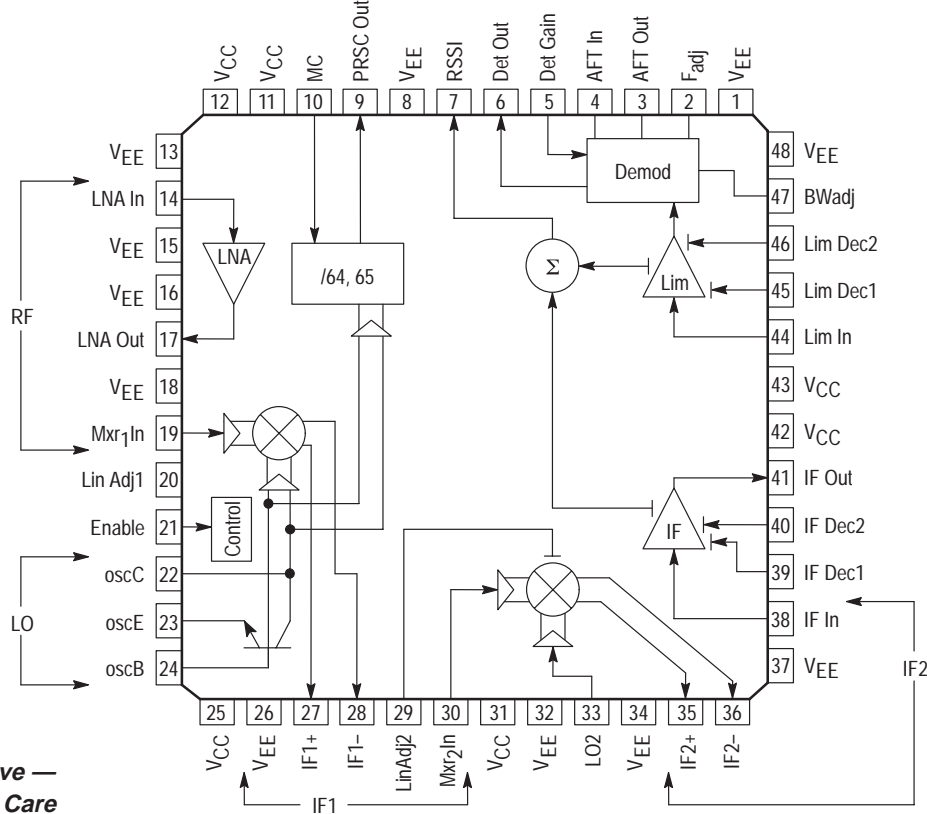 VCC
VCC
MC
PRSC Out
VEE
RSSI
Det Out
Det Gain
AFT In
AFT Out
Fadj
VEE
12 11 10 9 8 7 6 5 4 3 2 1
VEE 13
LNA In 14
VEE 15
VEE 16
LNA Out 17
VEE 18
Mxr1In 19
Lin Adj1 20
Enable 21
oscC 22
oscE 23
oscB 24
RF
LO
LNA
/64, 65
Control
Σ
Demod
Lim
IF
48 VEE
47 BWadj
46 Lim Dec2
45 Lim Dec1
44 Lim In
43 VCC
42 VCC
41 IF Out
40 IF Dec2
39 IF Dec1
38 IF In
37 VEE
IF2
25 26 27 28 29 30 31 32 33 34 35 36
VCC
VEE
IF1+
IF1–
LinAdj2
Mxr2In
VCC
VEE
LO2
VEE
IF2+
IF2–
IF1
ve —
Care